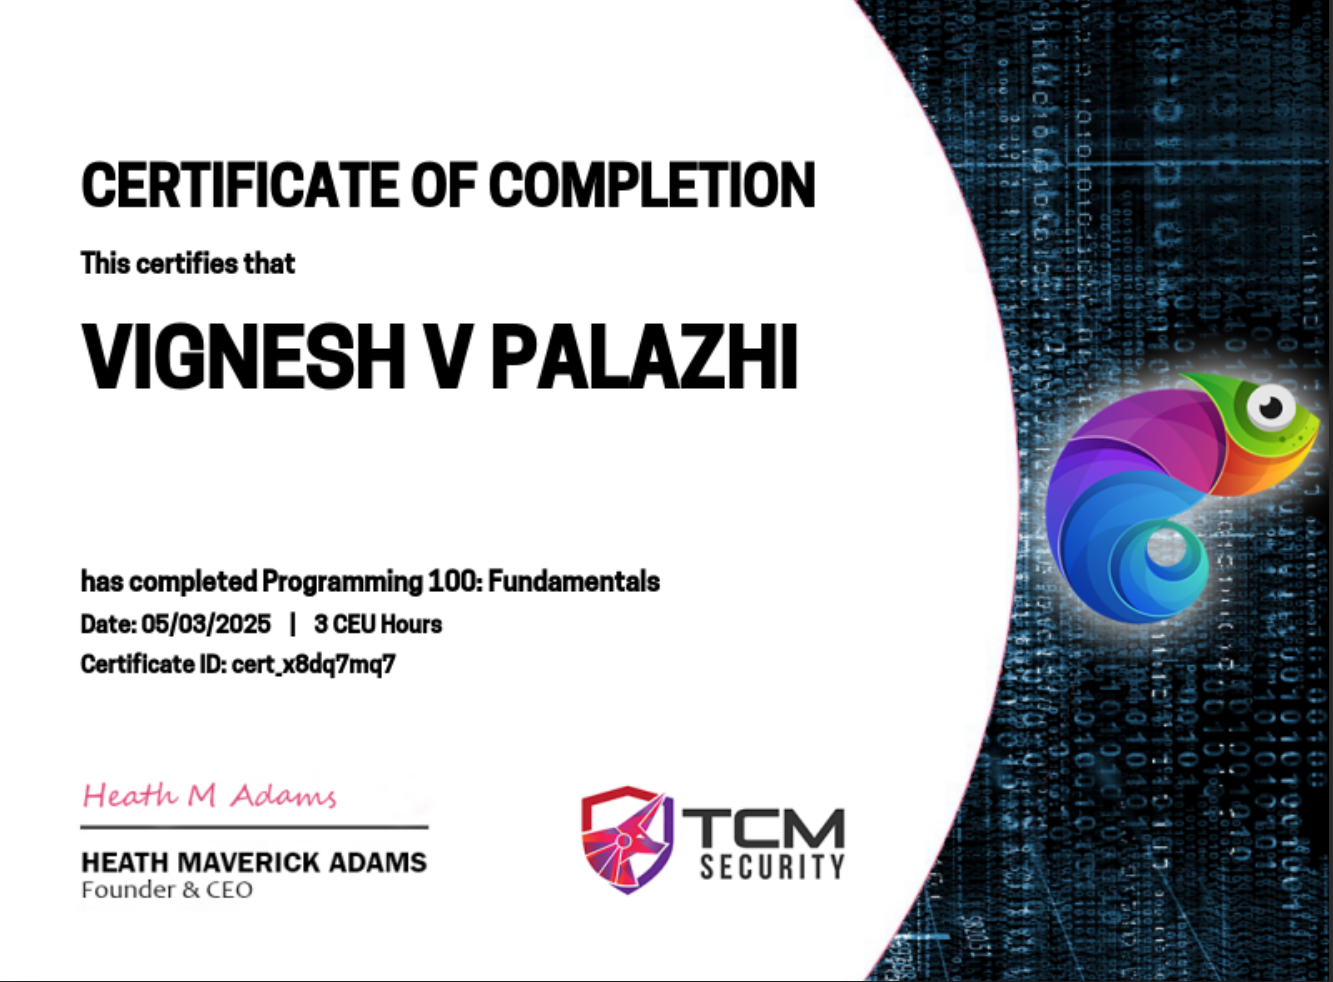 CERTIFICATE OF COMPLETION
This certifies that
VIGNESH V PALAZHI
has completed Programming 100: Fundamentals
Date: 05/03/2025 | 3 CEU Hours
Certificate ID: cert_x8dq7mq7
Heath M Adams
HEATH MAVERICK ADAMS
Founder & CEO
TCM
SECURITY